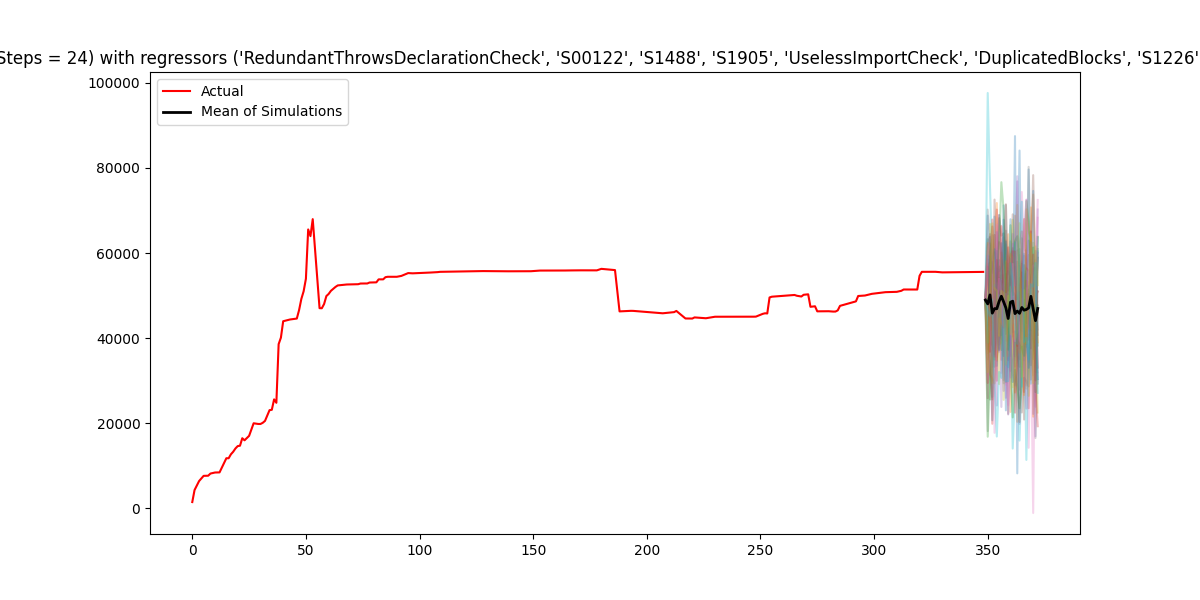 Steps = 24) with regressors ('RedundantThrowsDeclarationCheck', 'S00122', 'S1488', 'S1905', 'UselessImportCheck', 'DuplicatedBlocks', 'S1226'
Actual
Mean of Simulations
100000
80000
60000
40000
20000
0
0 50 100 150 200 250 300 350